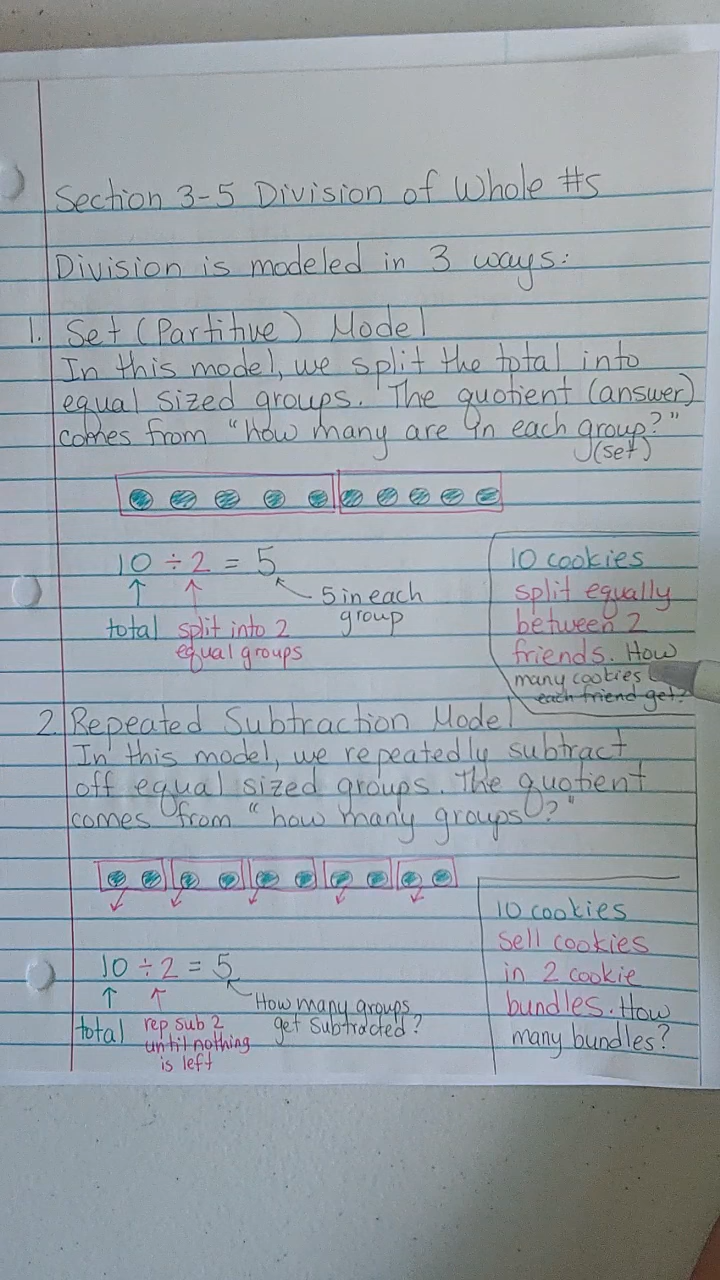 Section 3-5 Division of Whole #s
Division is modeled in 3 ways:
1. Set (Partitive) Model
In this model, we split the total into
equal sized groups. The quotient (answer)
comes from "how many are in each group?"
(set)
10 ÷ 2 = 5
5 in each
group
total
split into 2
equal groups
10 cookies
split equally
between 2
friends. How
many cookies
each friend get?
2. Repeated Subtraction Model
In this model, we repeatedly subtract
off equal sized groups. The quotient
comes from "how many groups?"
10 ÷ 2 = 5
How many groups
get subtracted?
total
rep sub 2
until nothing
is left
10 cookies
sell cookies
in 2 cookie
bundles. How
many bundles?